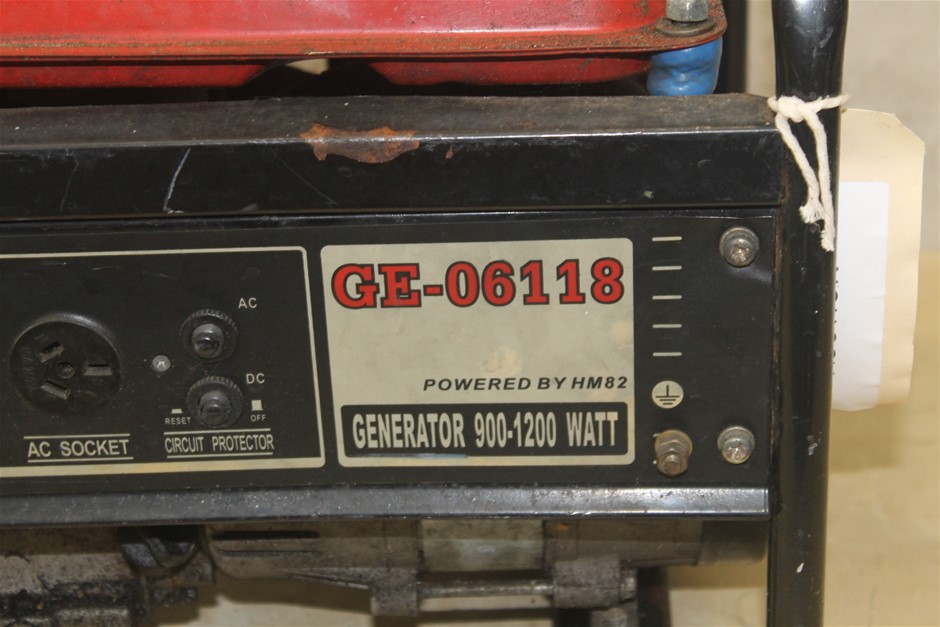 GE-06118
POWERED BY HM82
GENERATOR 900-1200 WATT
AC
DC
RESET
OFF
AC SOCKET
CIRCUIT PROTECTOR